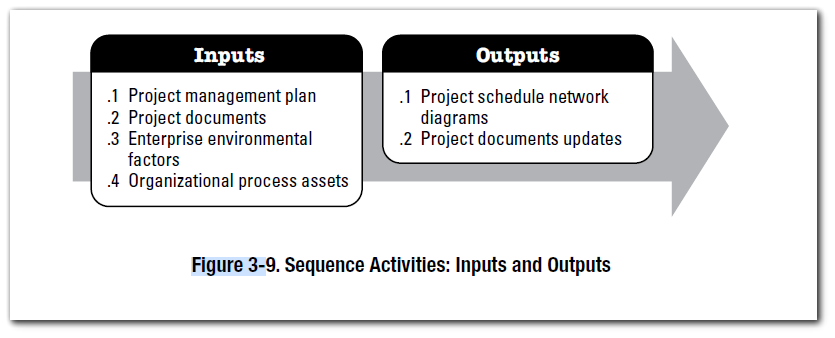 Inputs
.1 Project management plan
.2 Project documents
.3 Enterprise environmental
factors
.4 Organizational process assets
Outputs
.1 Project schedule network
diagrams
.2 Project documents updates
Figure 3-9. Sequence Activities: Inputs and Outputs